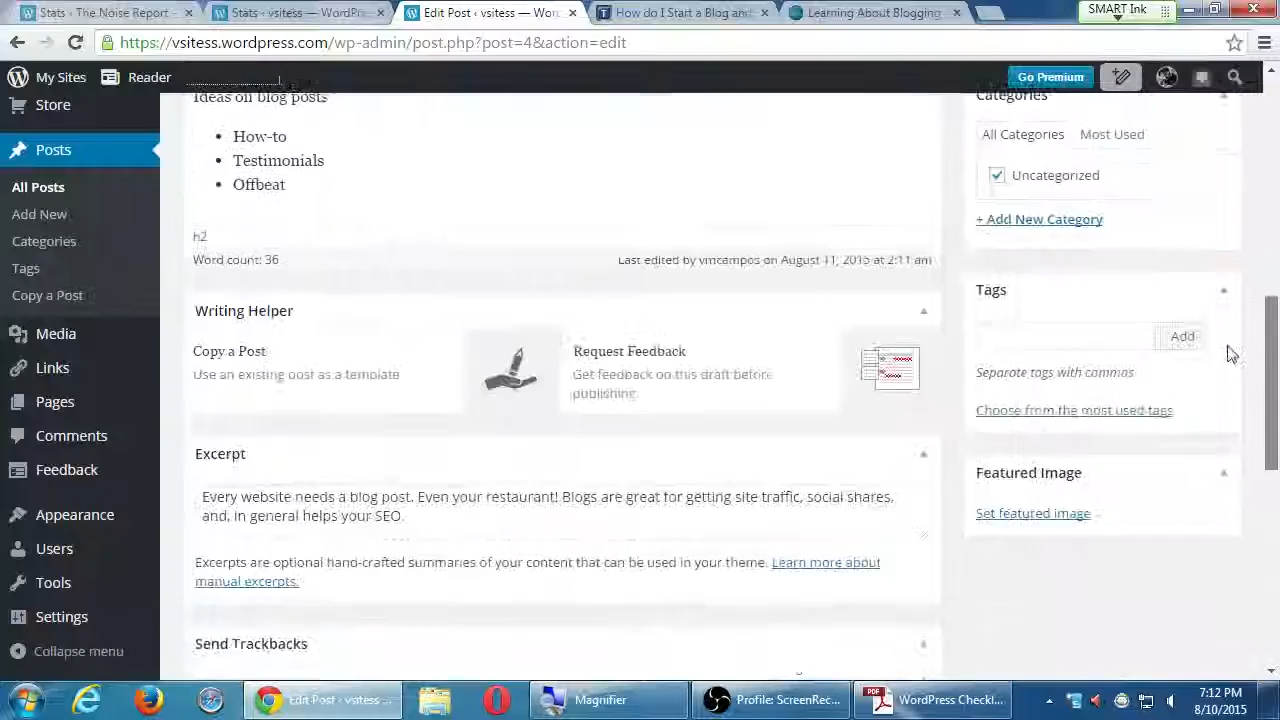 Stats ‹ The Noise Report —
Stats ‹ vsitess — WordPr
Edit Post ‹ vsitess — Wor
How do I Start a Blog and
Learning About Blogging
SMART Ink
https://vsitess.wordpress.com/wp-admin/post.php?post=4&action=edit
My Sites
Reader
Go Premium
Store
Posts
All Posts
Add New
Categories
Tags
Copy a Post
Media
Links
Pages
Comments
Feedback
Appearance
Users
Tools
Settings
Collapse menu
Ideas on blog posts
How-to
Testimonials
Offbeat
h2
Word count: 36
Last edited by vmcampos on August 11, 2015 at 2:11 am
Writing Helper
Copy a Post
Use an existing post as a template
Request Feedback
Get feedback on this draft before
publishing.
Excerpt
Every website needs a blog post. Even your restaurant! Blogs are great for getting site traffic, social shares,
and, in general helps your SEO.
Excerpts are optional hand-crafted summaries of your content that can be used in your theme. Learn more about
manual excerpts.
Send Trackbacks
Categories
All Categories
Most Used
Uncategorized
+ Add New Category
Tags
Add
Separate tags with commas
Choose from the most used tags
Featured Image
Set featured image
Edit Post ‹ vsitess ...
Magnifier
Profile: ScreenRec...
PDF
WordPress Checkl...
7:12 PM
8/10/2015